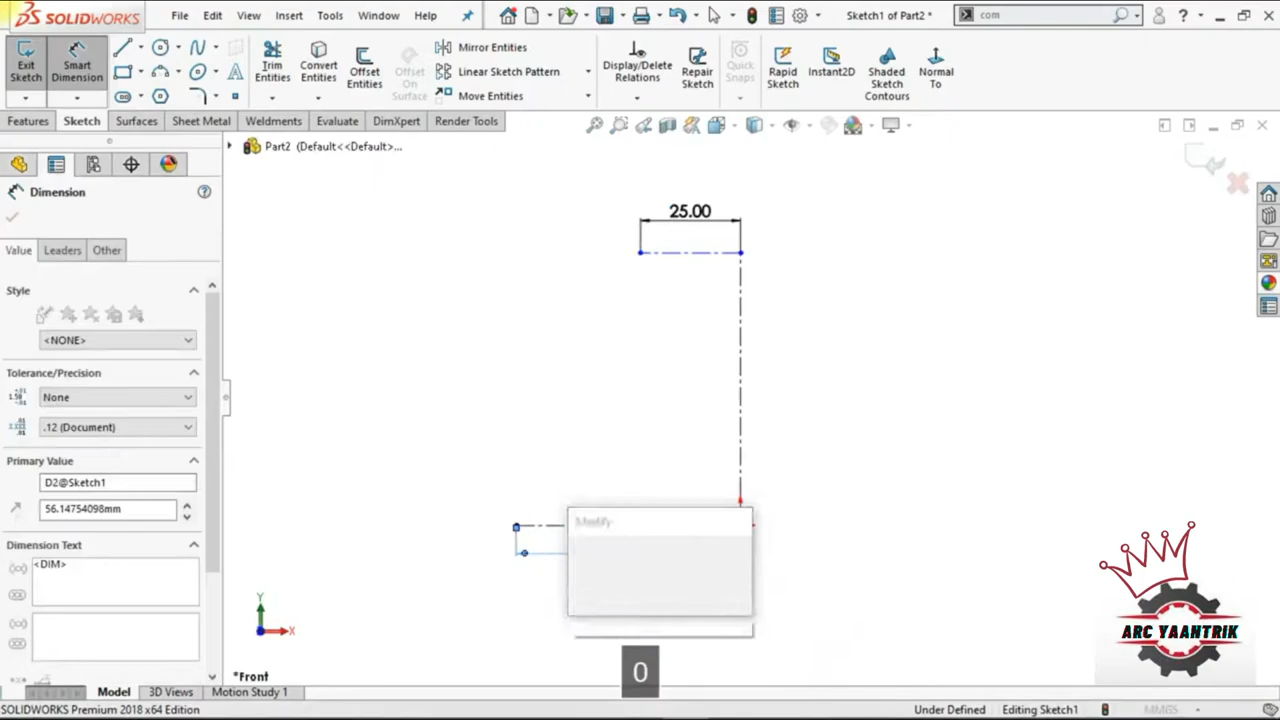 SOLIDWORKS
File Edit View Insert Tools Window Help
Sketch1 of Part2 *
com
Exit Sketch
Smart Dimension
Trim Entities
Convert Entities
Offset Entities
Offset On Surface
Mirror Entities
Linear Sketch Pattern
Move Entities
Display/Delete Relations
Repair Sketch
Quick Snaps
Rapid Sketch
Instant2D
Shaded Sketch Contours
Normal To
Features Sketch Surfaces Sheet Metal Weldments Evaluate DimXpert Render Tools
Part2 (Default<<Default>...
Dimension
Value Leaders Other
Style
<NONE>
Tolerance/Precision
None
.12 (Document)
Primary Value
D2@Sketch1
56.14754098mm
Dimension Text
<DIM>
25.00
Modify
0
Y
X
*Front
ARC YAANTRIK
Model 3D Views Motion Study 1
SOLIDWORKS Premium 2018 x64 Edition
Under Defined Editing Sketch1 MMGS